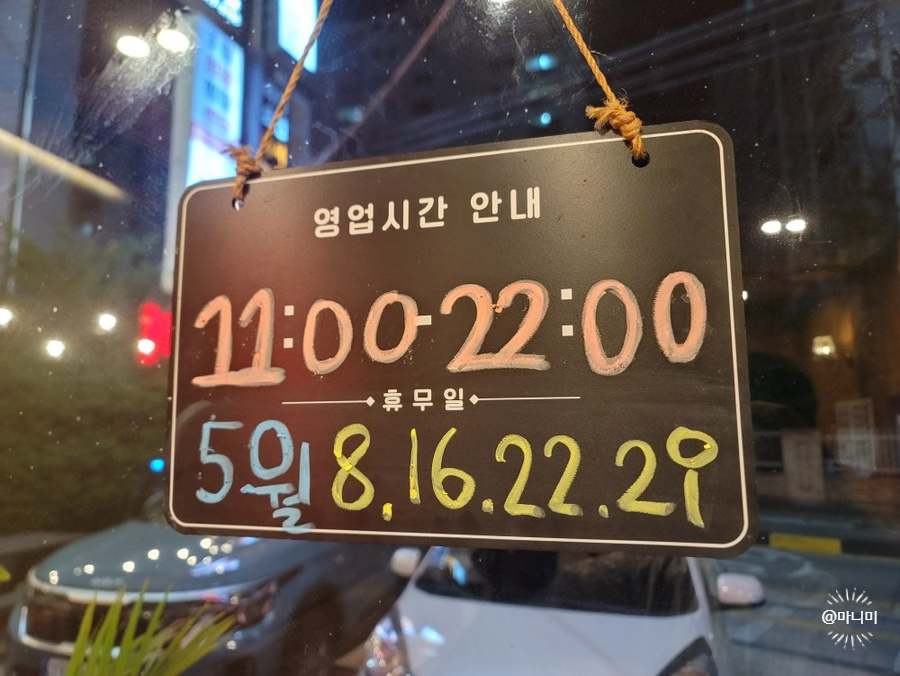 영업시간 안내
11:00-22:00
휴무일
5월 8.16.22.29
@마니미